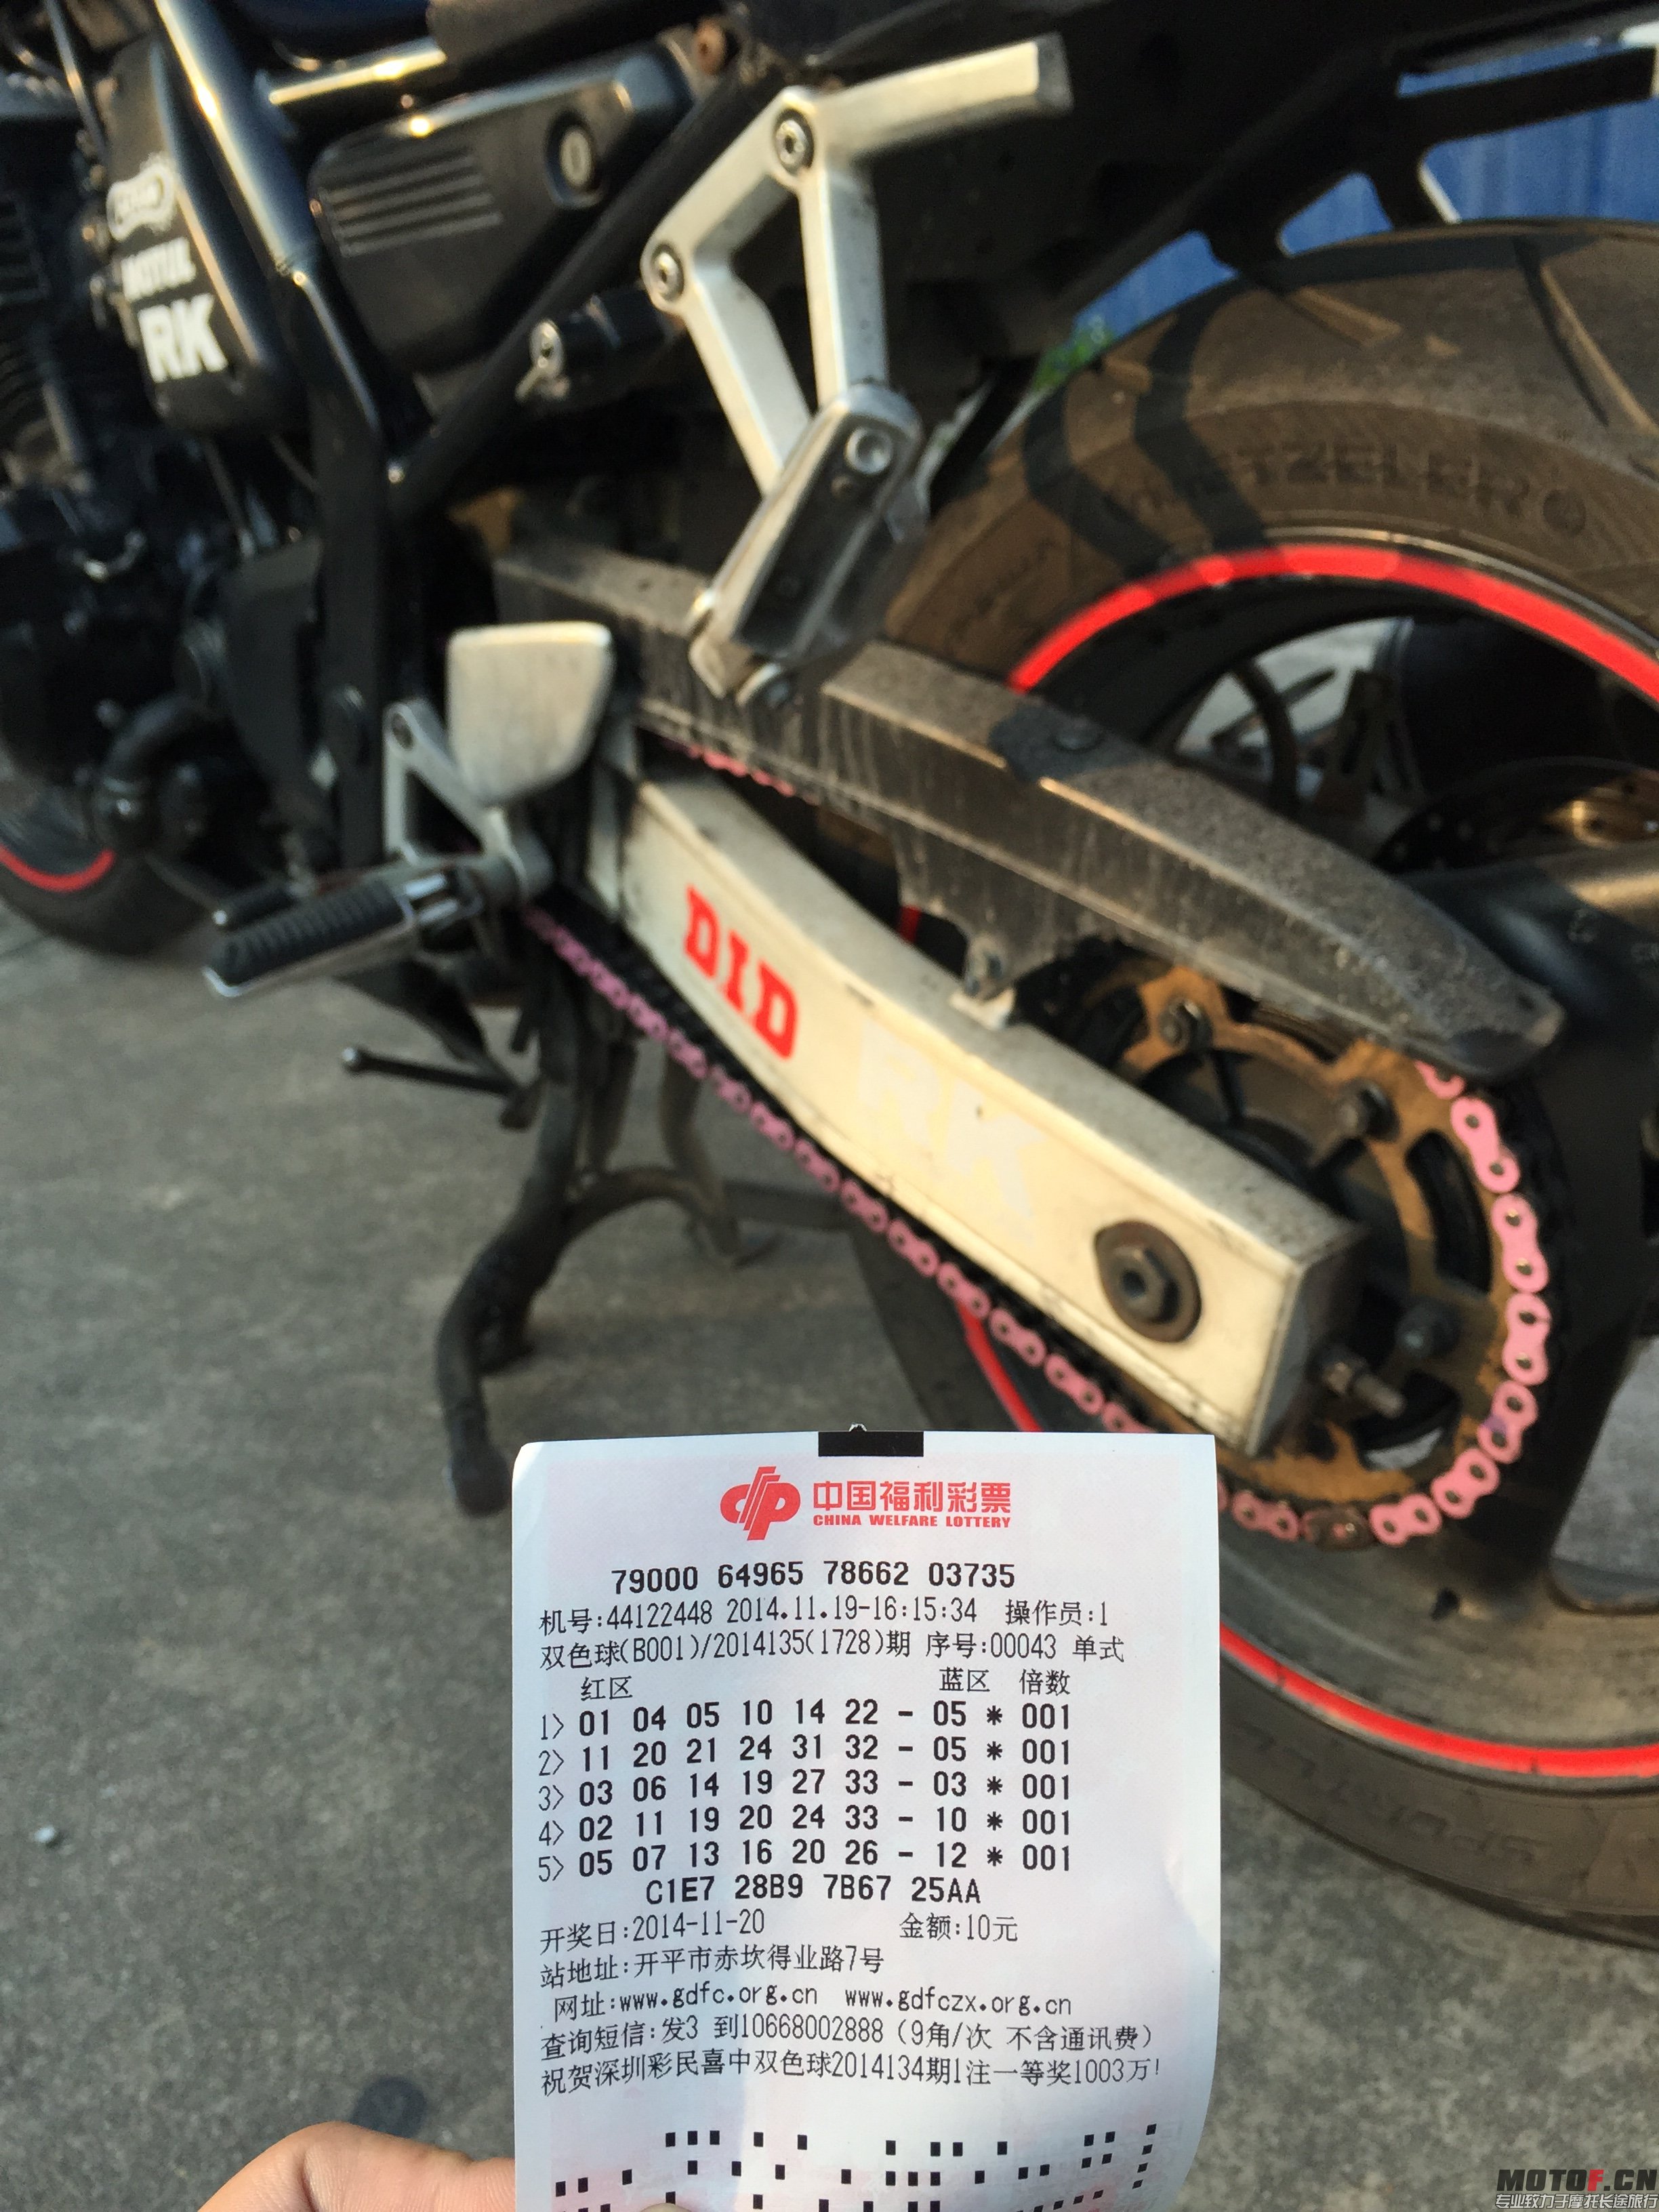 MOTUL
RK
METZELER
DID
RK
中国福利彩票
CHINA WELFARE LOTTERY
79000 64965 78662 03735
机号:44122448 2014.11.19-16:15:34 操作员:1
双色球(B001)/2014135(1728)期 序号:00043 单式
红区 蓝区 倍数
1> 01 04 05 10 14 22 - 05 * 001
2> 11 20 21 24 31 32 - 05 * 001
3> 03 06 14 19 27 33 - 03 * 001
4> 02 11 19 20 24 33 - 10 * 001
5> 05 07 13 16 20 26 - 12 * 001
C1E7 28B9 7B67 25AA
开奖日:2014-11-20 金额:10元
站地址:开平市赤坎得业路7号
网址:www.gdfc.org.cn www.gdfczx.org.cn
查询短信:发3 到10668002888（9角/次 不含通讯费）
祝贺深圳彩民喜中双色球2014134期1注一等奖1003万!
MOTOF.CN
专业致力于摩托长途旅行